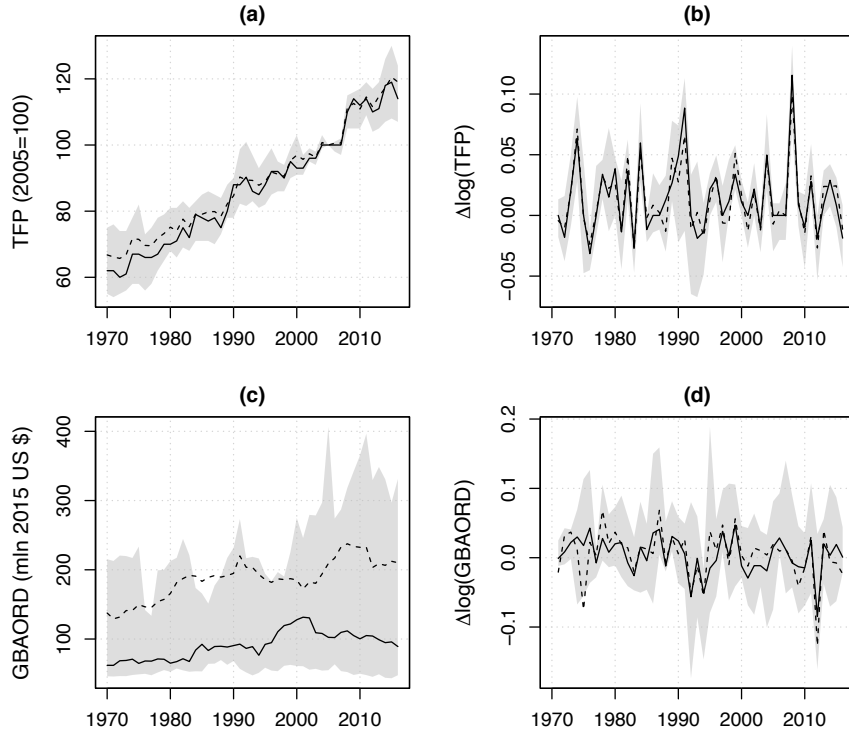 (a)
TFP (2005=100)
120
100
80
60
1970 1980 1990 2000 2010
(b)
Δlog(TFP)
0.10
0.05
0.00
−0.05
1970 1980 1990 2000 2010
(c)
GBAORD (mln 2015 US $)
400
300
200
100
1970 1980 1990 2000 2010
(d)
Δlog(GBAORD)
0.2
0.1
0.0
−0.1
1970 1980 1990 2000 2010